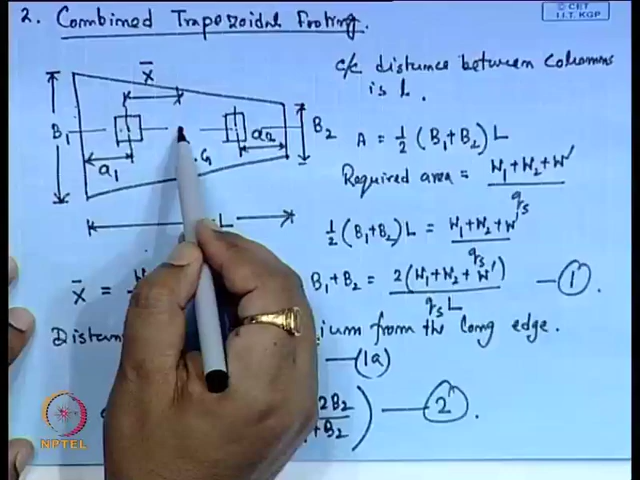 2. Combined Trapezoidal Footing.
© CET
I.I.T. KGP
c/c distance between columns
is l.
x̄
B1
B2
a1
a2
G
L
A = 1/2 (B1+B2) L
Required area = (W1+W2+W')/qs
1/2 (B1+B2) L = (W1+W2+W')/qs
B1+B2 = 2(W1+W2+W')/(qs L) — (1)
x̄ =
from the long edge.
— (1a)
2B2
+B2) — (2)
NPTEL